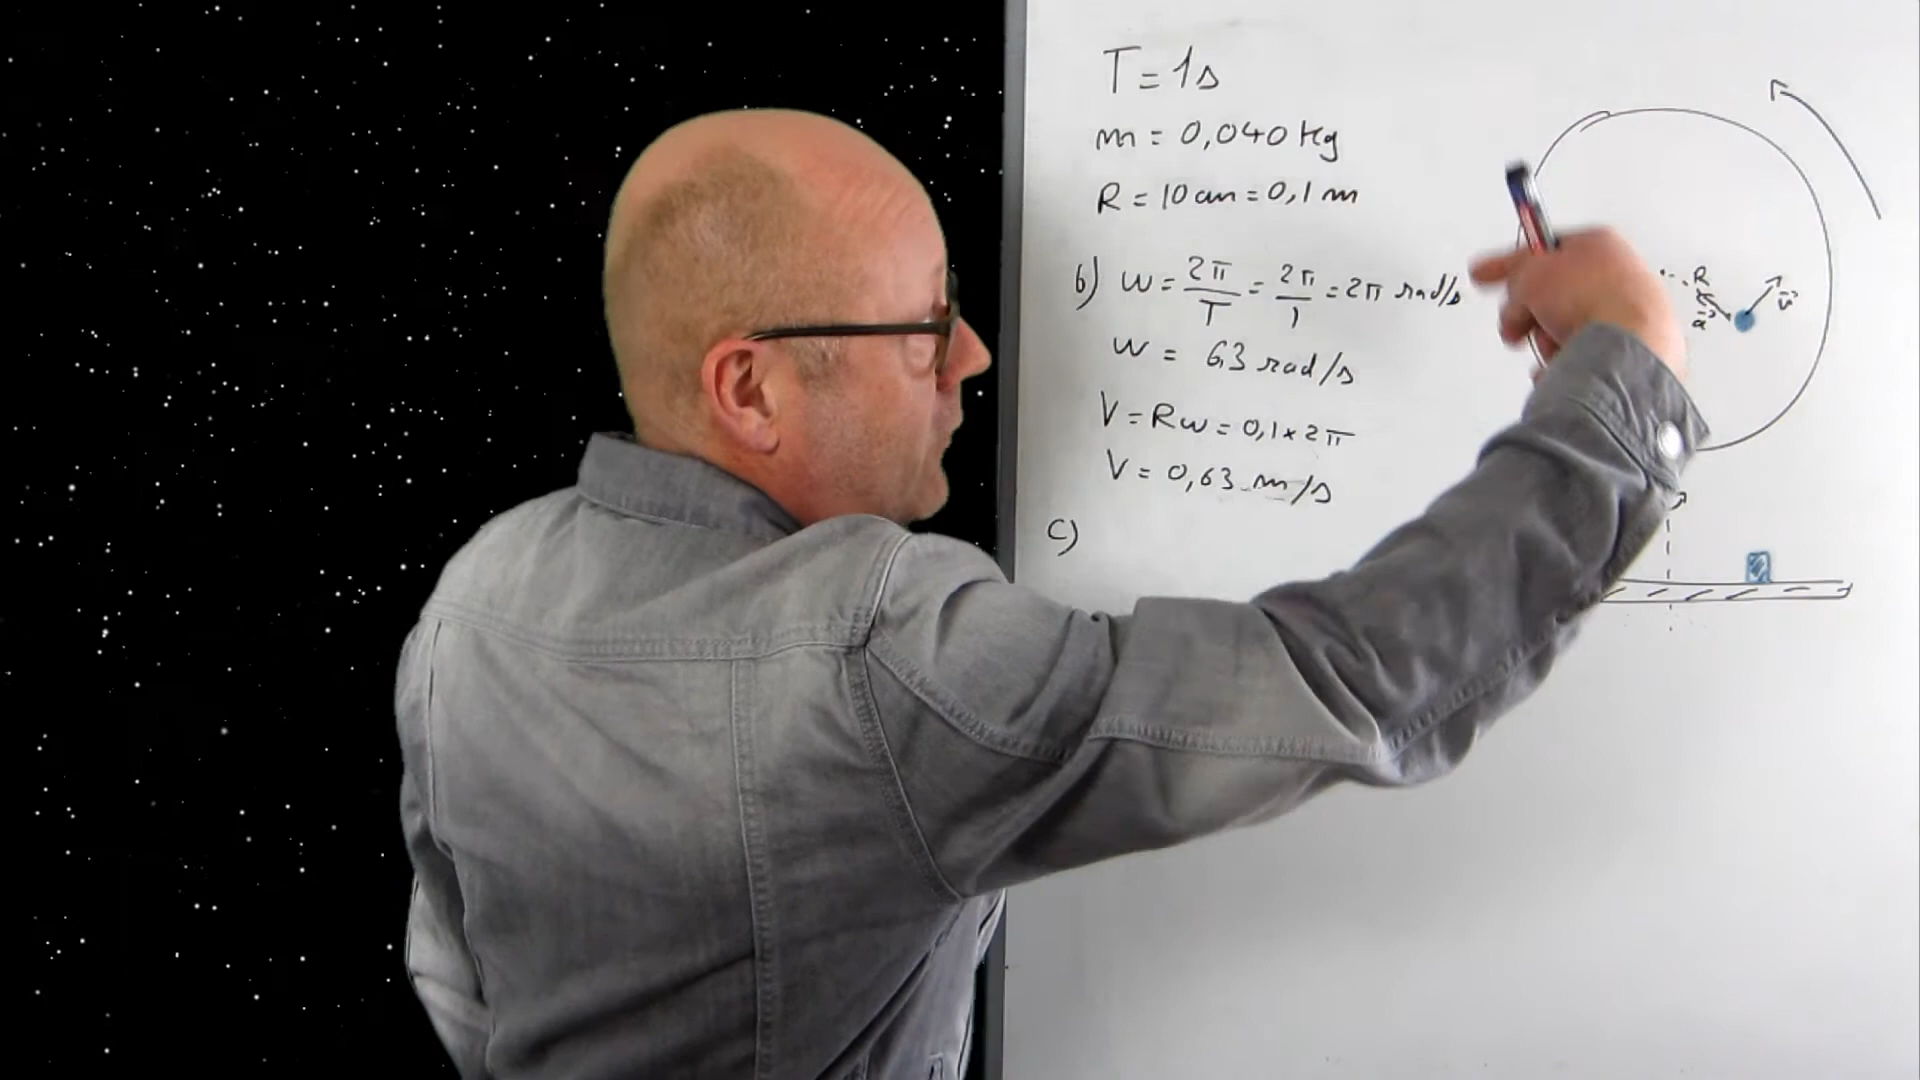 T = 1s
m = 0,040 Kg
R = 10 cm = 0,1 m
b) ω = 2π/T = 2π/1 = 2π rad/s
ω = 6,3 rad/s
V = Rω = 0,1 × 2π
V = 0,63 m/s
c)
R
a⃗
v⃗